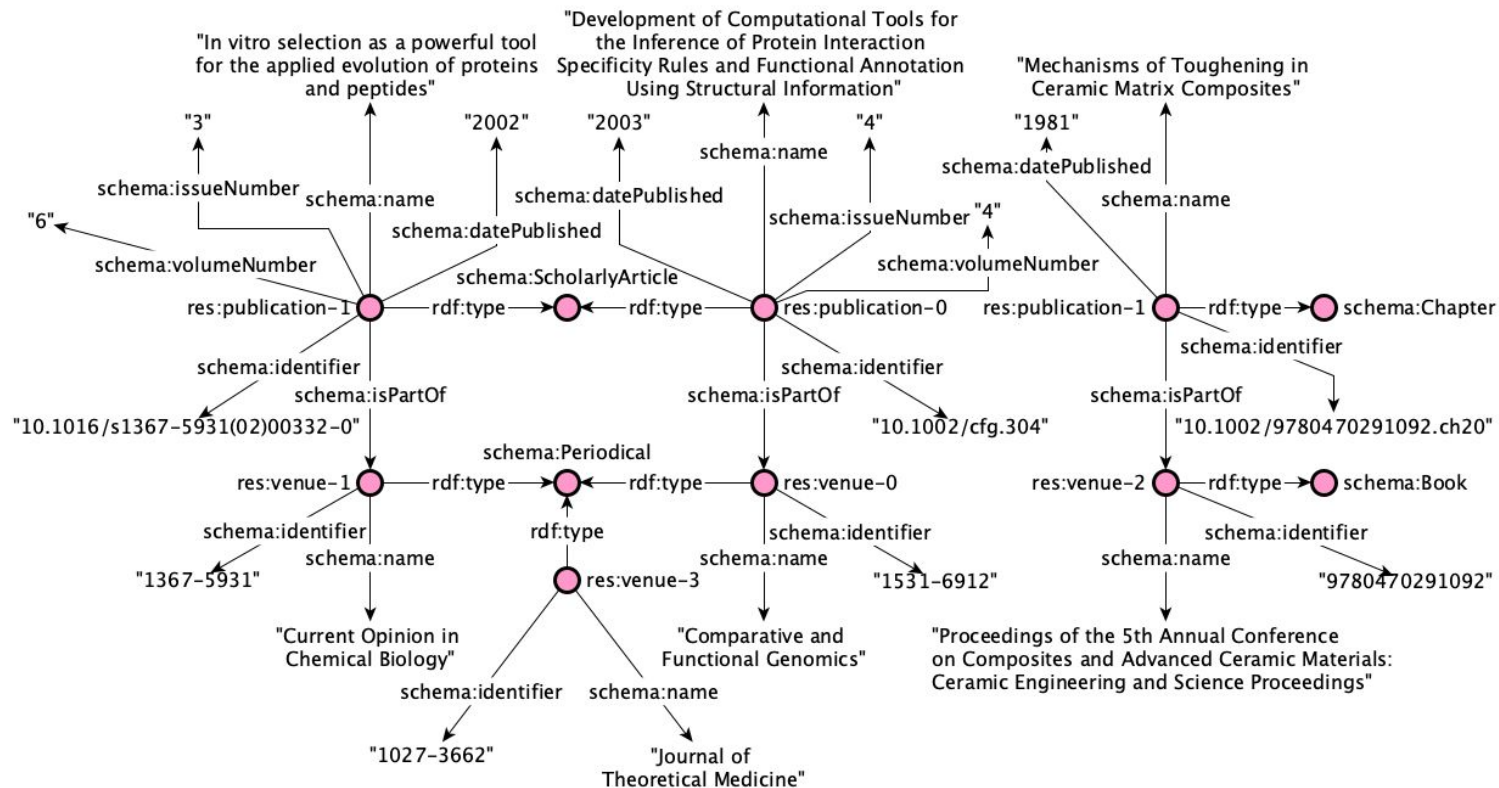 "Development of Computational Tools for
the Inference of Protein Interaction
Specificity Rules and Functional Annotation
Using Structural Information"
"In vitro selection as a powerful tool
for the applied evolution of proteins
and peptides"
"Mechanisms of Toughening in
Ceramic Matrix Composites"
"3"
"2002"
"2003"
"4"
"1981"
schema:name
schema:datePublished
schema:issueNumber
schema:name
schema:datePublished
schema:name
"6"
schema:datePublished
schema:issueNumber
"4"
schema:volumeNumber
schema:ScholarlyArticle
schema:volumeNumber
res:publication-1
rdf:type
rdf:type
res:publication-0
res:publication-1
rdf:type
schema:Chapter
schema:identifier
schema:identifier
schema:identifier
schema:isPartOf
schema:isPartOf
schema:isPartOf
"10.1016/s1367-5931(02)00332-0"
"10.1002/cfg.304"
"10.1002/9780470291092.ch20"
schema:Periodical
res:venue-1
rdf:type
rdf:type
res:venue-0
res:venue-2
rdf:type
schema:Book
schema:identifier
rdf:type
schema:identifier
schema:identifier
schema:name
schema:name
schema:name
"1367-5931"
res:venue-3
"1531-6912"
"9780470291092"
"Current Opinion in
Chemical Biology"
"Comparative and
Functional Genomics"
"Proceedings of the 5th Annual Conference
on Composites and Advanced Ceramic Materials:
Ceramic Engineering and Science Proceedings"
schema:identifier
schema:name
"1027-3662"
"Journal of
Theoretical Medicine"